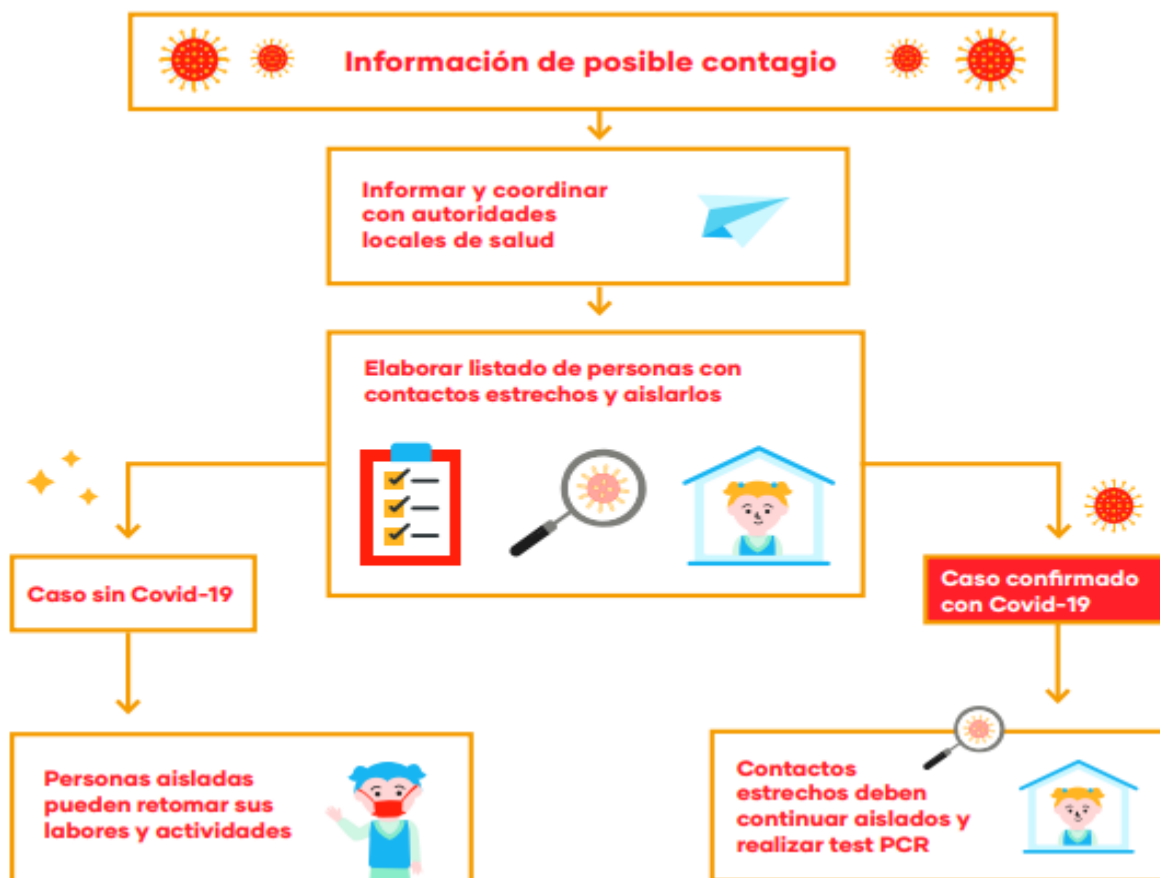 Información de posible contagio
Informar y coordinar
con autoridades
locales de salud
Elaborar listado de personas con
contactos estrechos y aislarlos
Caso sin Covid-19
Caso confirmado
con Covid-19
Personas aisladas
pueden retomar sus
labores y actividades
Contactos
estrechos deben
continuar aislados y
realizar test PCR